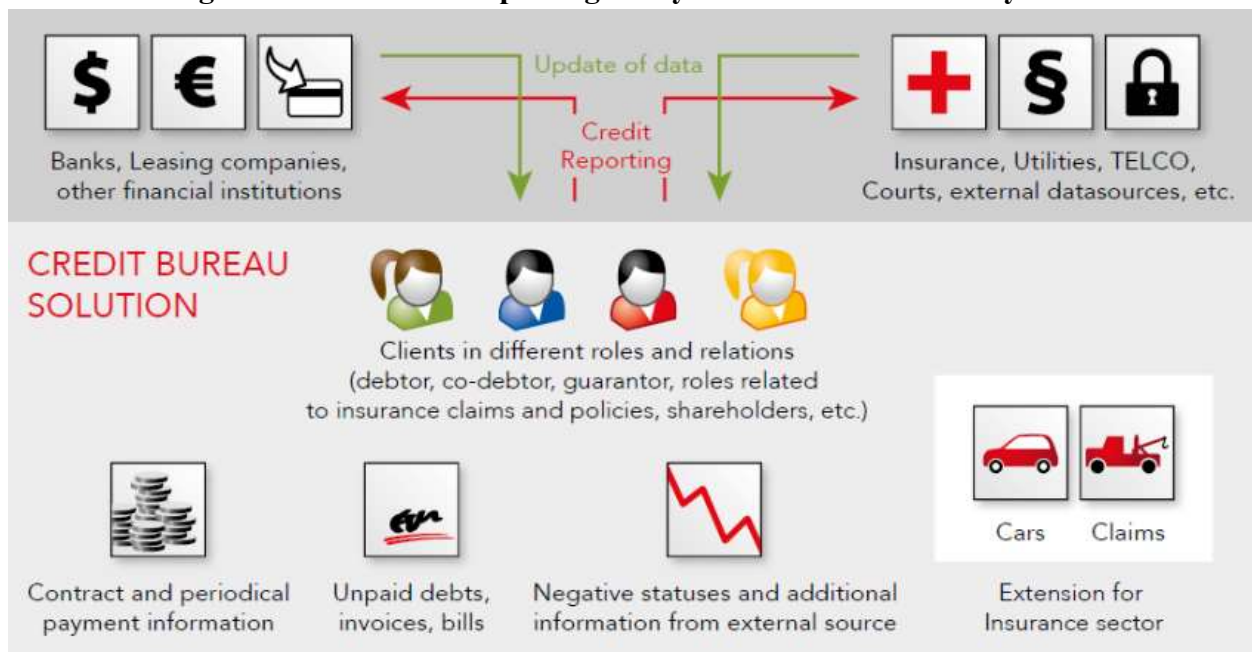 $ € § 
Update of data
Credit
Reporting
Banks, Leasing companies,
other financial institutions
Insurance, Utilities, TELCO,
Courts, external datasources, etc.
CREDIT BUREAU
SOLUTION
Clients in different roles and relations
(debtor, co-debtor, guarantor, roles related
to insurance claims and policies, shareholders, etc.)
Cars Claims
Contract and periodical
payment information
Unpaid debts,
invoices, bills
Negative statuses and additional
information from external source
Extension for
Insurance sector